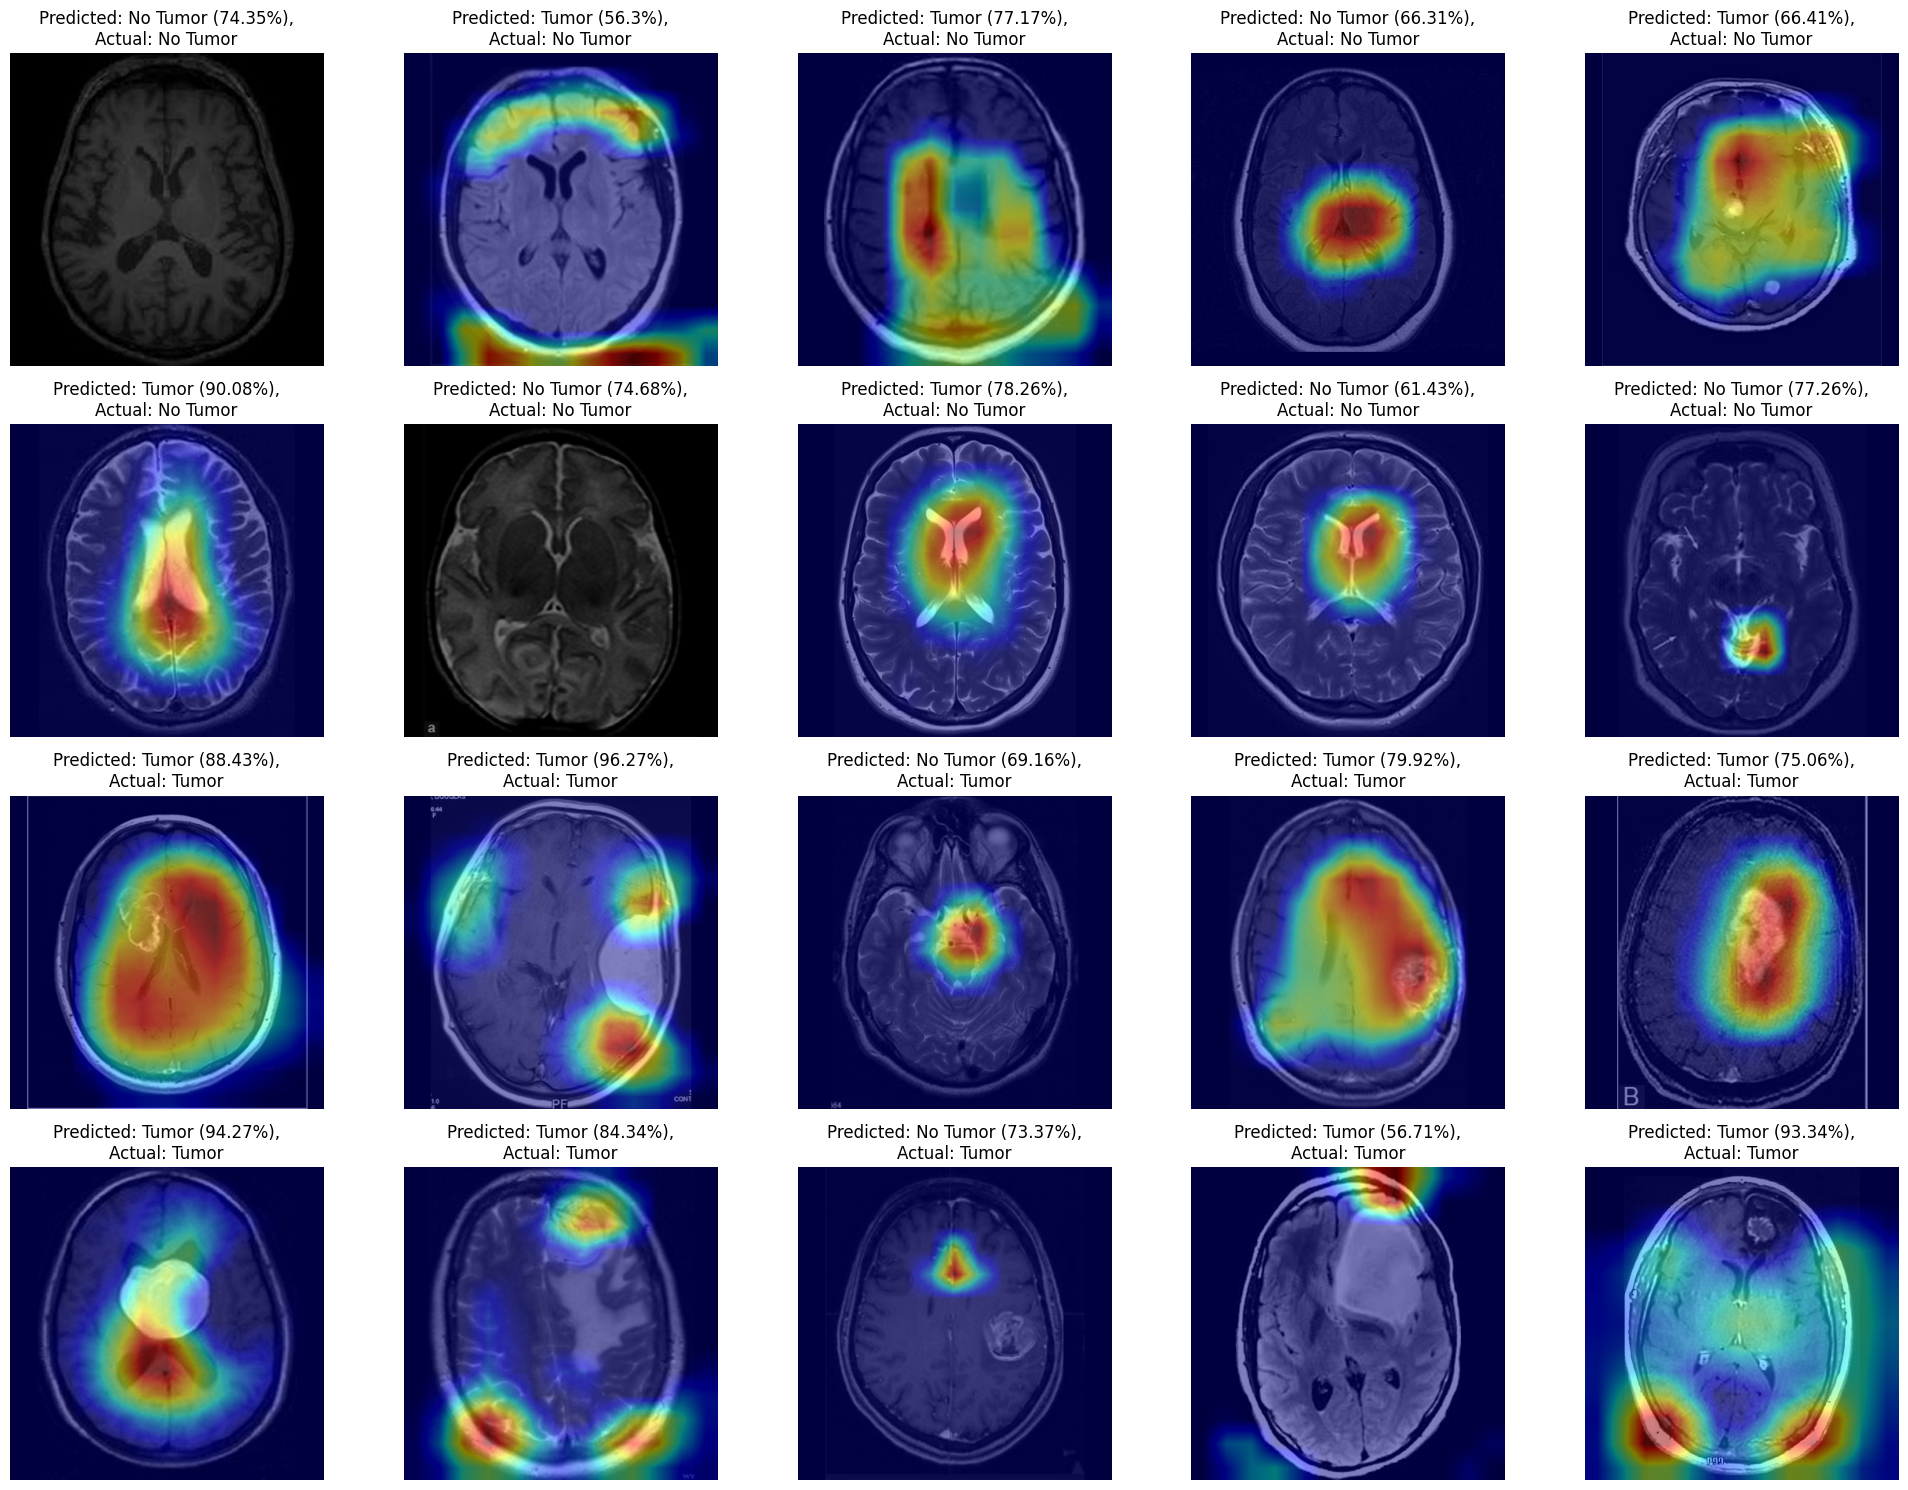 Predicted: No Tumor (74.35%),
Actual: No Tumor
Predicted: Tumor (56.3%),
Actual: No Tumor
Predicted: Tumor (77.17%),
Actual: No Tumor
Predicted: No Tumor (66.31%),
Actual: No Tumor
Predicted: Tumor (66.41%),
Actual: No Tumor
Predicted: Tumor (90.08%),
Actual: No Tumor
Predicted: No Tumor (74.68%),
Actual: No Tumor
a
Predicted: Tumor (78.26%),
Actual: No Tumor
Predicted: No Tumor (61.43%),
Actual: No Tumor
Predicted: No Tumor (77.26%),
Actual: No Tumor
Predicted: Tumor (88.43%),
Actual: Tumor
Predicted: Tumor (96.27%),
Actual: Tumor
PF
CONT
Predicted: No Tumor (69.16%),
Actual: Tumor
Predicted: Tumor (79.92%),
Actual: Tumor
Predicted: Tumor (75.06%),
Actual: Tumor
B
Predicted: Tumor (94.27%),
Actual: Tumor
Predicted: Tumor (84.34%),
Actual: Tumor
Predicted: No Tumor (73.37%),
Actual: Tumor
Predicted: Tumor (56.71%),
Actual: Tumor
Predicted: Tumor (93.34%),
Actual: Tumor